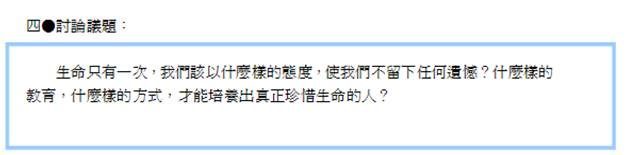 四●討論議題：
生命只有一次，我們該以什麼樣的態度，使我們不留下任何遺憾？什麼樣的
教育，什麼樣的方式，才能培養出真正珍惜生命的人？